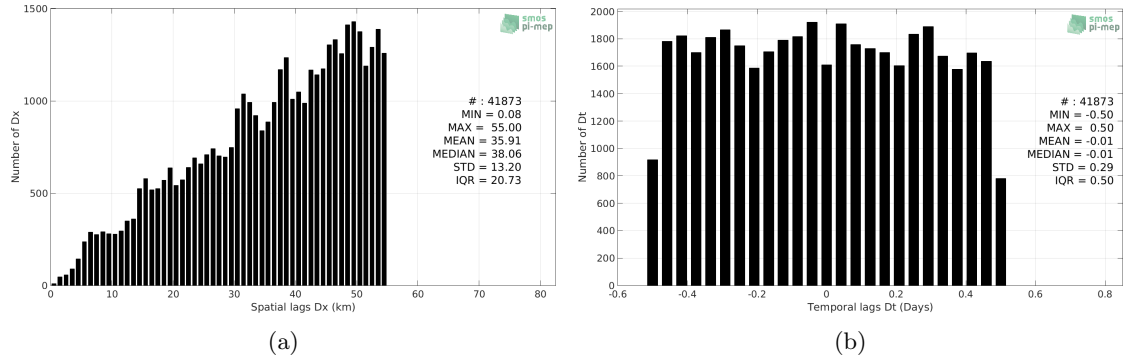 smos
pi-mep
1500
1000
500
0
Number of Dx
# : 41873
MIN = 0.08
MAX = 55.00
MEAN = 35.91
MEDIAN = 38.06
STD = 13.20
IQR = 20.73
0 10 20 30 40 50 60 70 80
Spatial lags Dx (km)
(a)
smos
pi-mep
2000
1800
1600
1400
1200
1000
800
600
400
200
0
Number of Dt
# : 41873
MIN = -0.50
MAX = 0.50
MEAN = -0.01
MEDIAN = -0.01
STD = 0.29
IQR = 0.50
-0.6 -0.4 -0.2 0 0.2 0.4 0.6 0.8
Temporal lags Dt (Days)
(b)